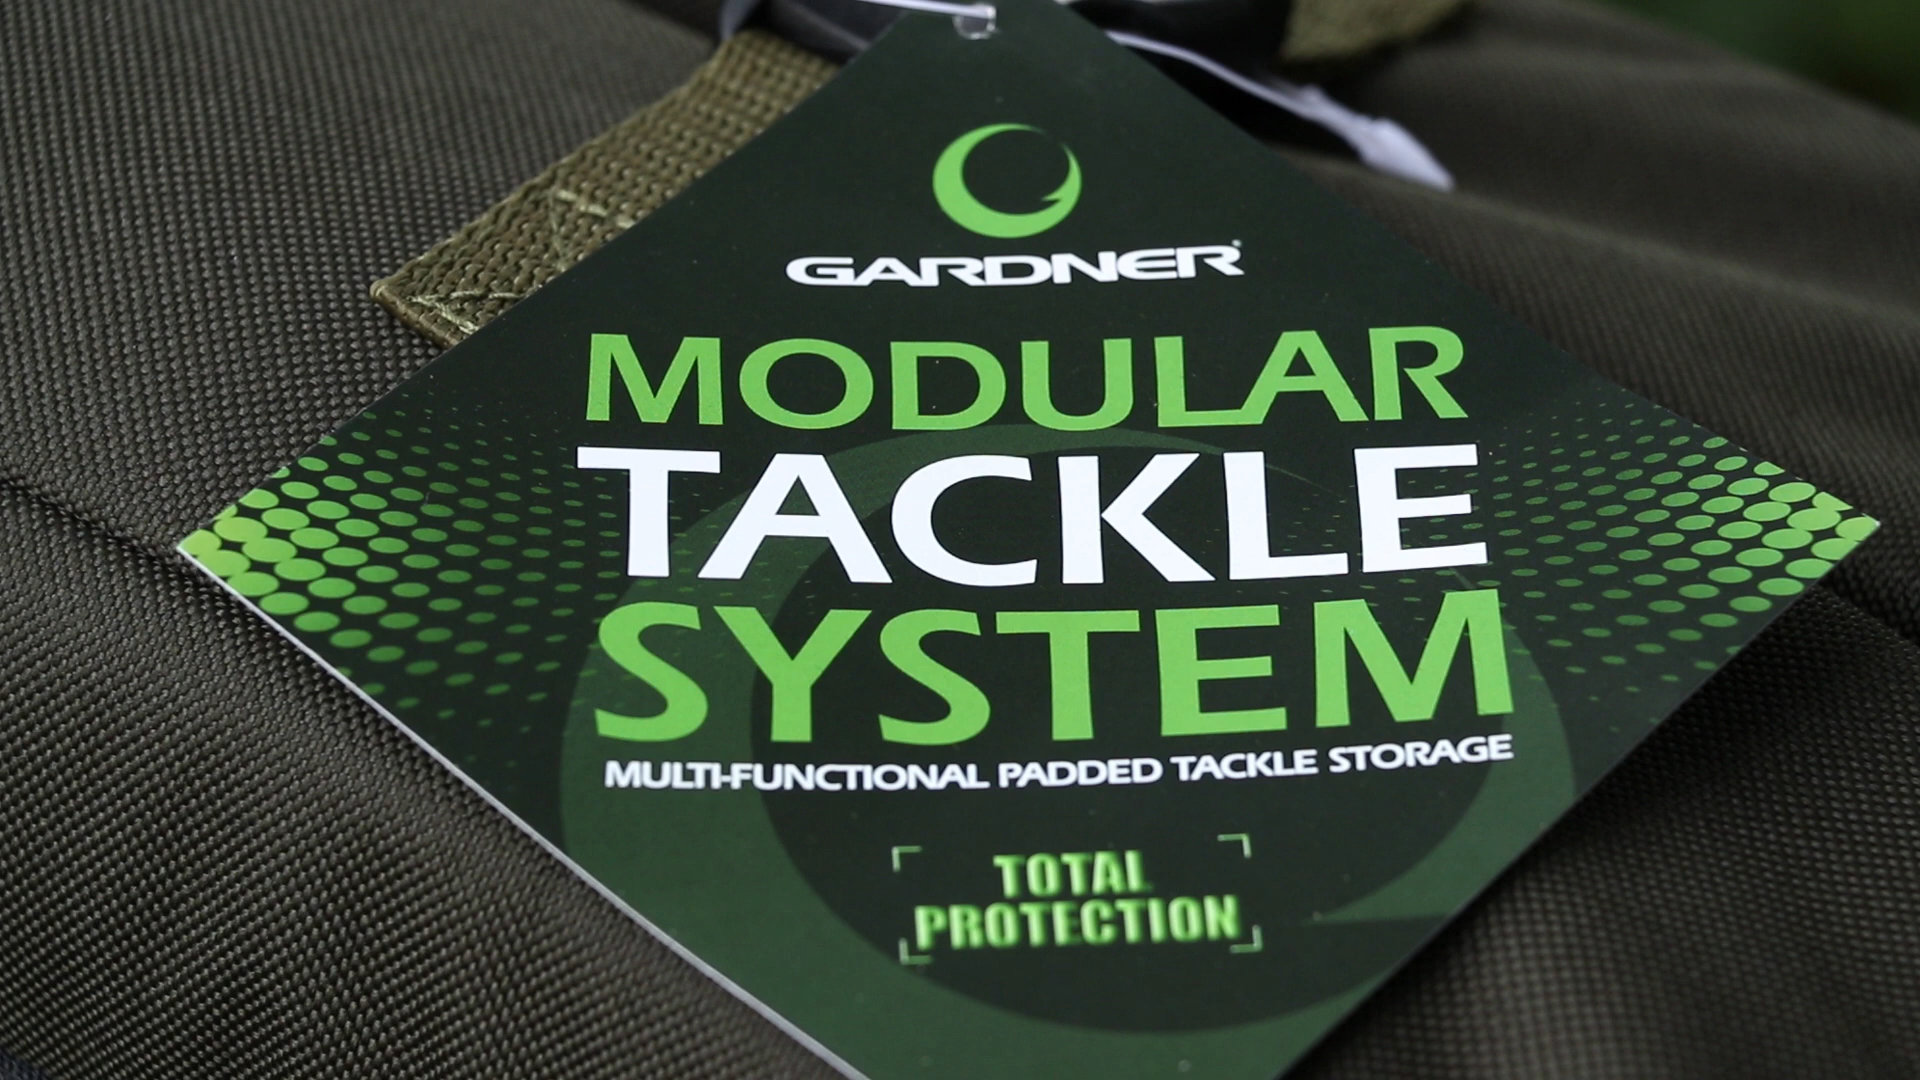 GARDNER
MODULAR
TACKLE
SYSTEM
MULTI-FUNCTIONAL PADDED TACKLE STORAGE
TOTAL
PROTECTION